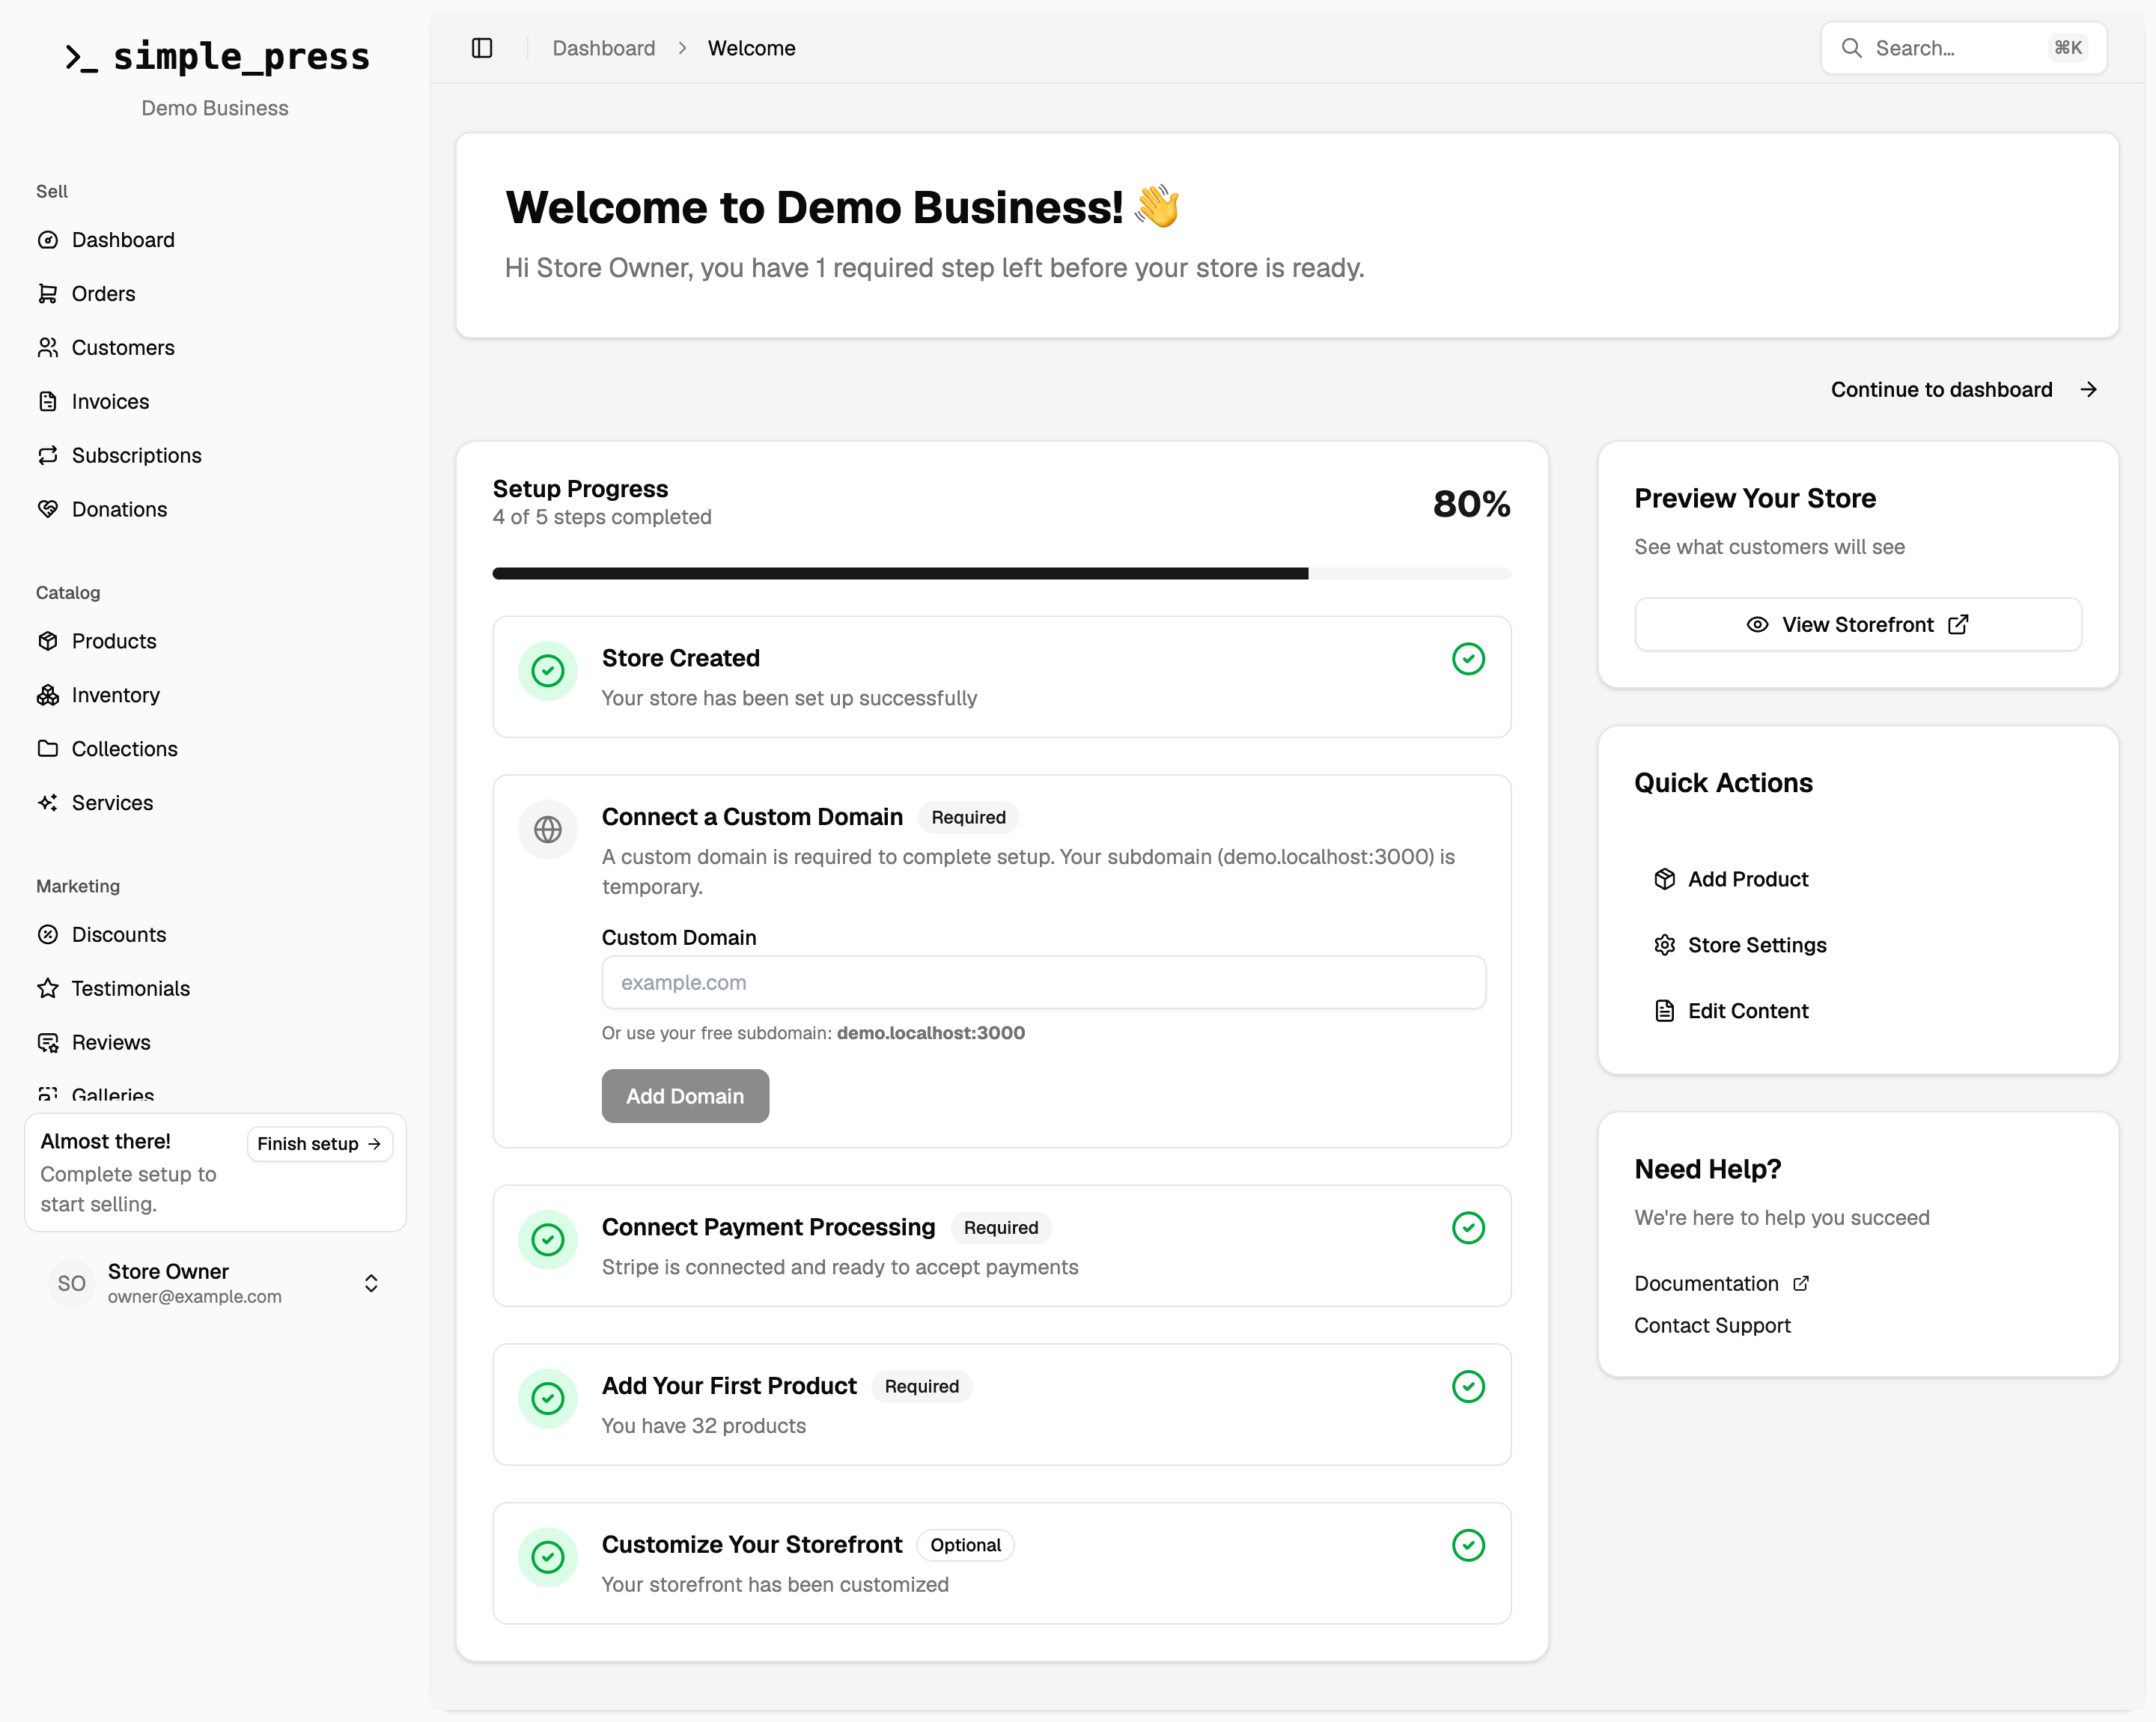 >_ simple_press
Demo Business
Sell
Dashboard
Orders
Customers
Invoices
Subscriptions
Donations
Catalog
Products
Inventory
Collections
Services
Marketing
Discounts
Testimonials
Reviews
Galleries
Almost there!
Finish setup →
Complete setup to
start selling.
SO
Store Owner
owner@example.com
Dashboard > Welcome
Search...
⌘K
Welcome to Demo Business! 👋
Hi Store Owner, you have 1 required step left before your store is ready.
Continue to dashboard →
Setup Progress
4 of 5 steps completed
80%
Store Created
Your store has been set up successfully
Connect a Custom Domain Required
A custom domain is required to complete setup. Your subdomain (demo.localhost:3000) is
temporary.
Custom Domain
example.com
Or use your free subdomain: demo.localhost:3000
Add Domain
Connect Payment Processing Required
Stripe is connected and ready to accept payments
Add Your First Product Required
You have 32 products
Customize Your Storefront Optional
Your storefront has been customized
Preview Your Store
See what customers will see
View Storefront
Quick Actions
Add Product
Store Settings
Edit Content
Need Help?
We're here to help you succeed
Documentation
Contact Support